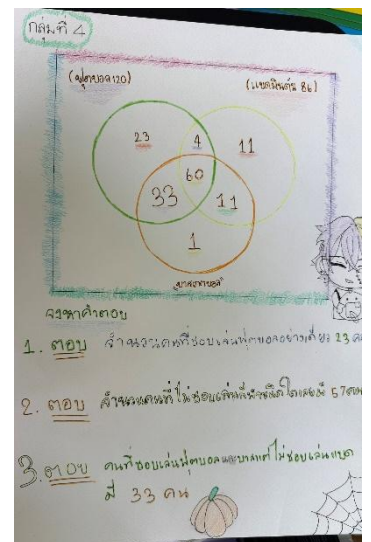 กลุ่มที่ 4
(ฟุตบอล 120) (แบดมินตัน 86)
23 4 11
60
33 11
1
บาสเกตบอล
จงหาคำตอบ
1. ตอบ จำนวนคนที่ชอบเล่นฟุตบอลอย่างเดียว 23 ค
2. ตอบ จำนวนคนที่ไม่ชอบเล่นกีฬาชนิดใดเลยมี 57 คน
3. ตอบ คนที่ชอบเล่นฟุตบอลและบาสแต่ไม่ชอบเล่นแบด
มี 33 คน